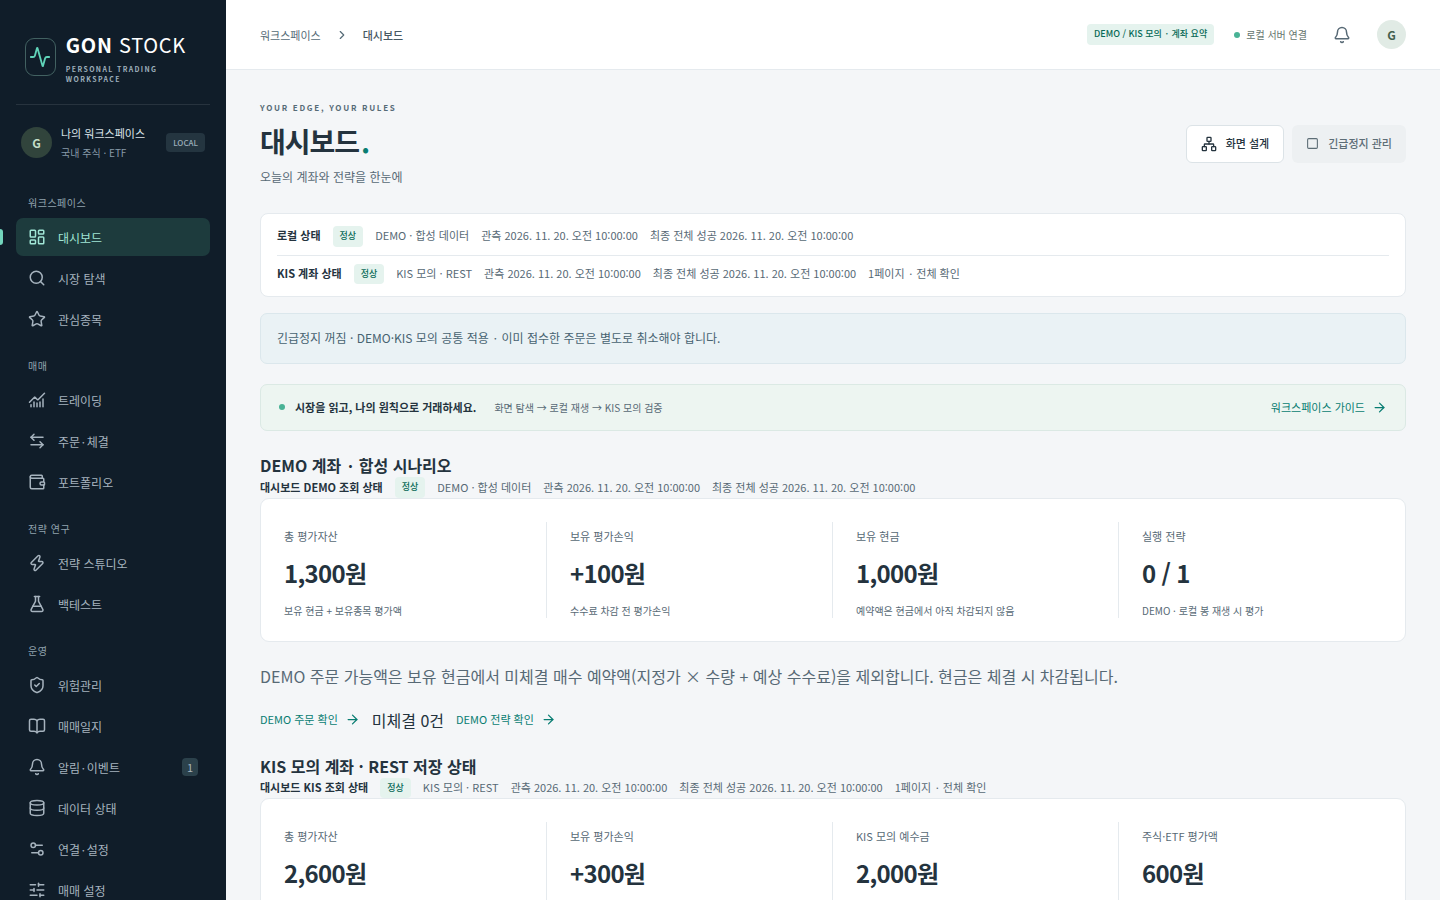 GON STOCK
PERSONAL TRADING
WORKSPACE
G
나의 워크스페이스
국내 주식 · ETF
LOCAL
워크스페이스
대시보드
시장 탐색
관심종목
매매
트레이딩
주문·체결
포트폴리오
전략 연구
전략 스튜디오
백테스트
운영
위험관리
매매일지
알림·이벤트
1
데이터 상태
연결·설정
매매 설정
워크스페이스
대시보드
DEMO / KIS 모의 · 계좌 요약
로컬 서버 연결
G
YOUR EDGE, YOUR RULES
대시보드.
오늘의 계좌와 전략을 한눈에
화면 설계
긴급정지 관리
로컬 상태 정상 DEMO · 합성 데이터 관측 2026. 11. 20. 오전 10:00:00 최종 전체 성공 2026. 11. 20. 오전 10:00:00
KIS 계좌 상태 정상 KIS 모의 · REST 관측 2026. 11. 20. 오전 10:00:00 최종 전체 성공 2026. 11. 20. 오전 10:00:00 1페이지 · 전체 확인
긴급정지 꺼짐 · DEMO·KIS 모의 공통 적용 · 이미 접수한 주문은 별도로 취소해야 합니다.
시장을 읽고, 나의 원칙으로 거래하세요. 화면 탐색 → 로컬 재생 → KIS 모의 검증
워크스페이스 가이드 →
DEMO 계좌 · 합성 시나리오
대시보드 DEMO 조회 상태 정상 DEMO · 합성 데이터 관측 2026. 11. 20. 오전 10:00:00 최종 전체 성공 2026. 11. 20. 오전 10:00:00
총 평가자산
1,300원
보유 현금 + 보유종목 평가액
보유 평가손익
+100원
수수료 차감 전 평가손익
보유 현금
1,000원
예약액은 현금에서 아직 차감되지 않음
실행 전략
0 / 1
DEMO · 로컬 봉 재생 시 평가
DEMO 주문 가능액은 보유 현금에서 미체결 매수 예약액(지정가 × 수량 + 예상 수수료)을 제외합니다. 현금은 체결 시 차감됩니다.
DEMO 주문 확인 → 미체결 0건 DEMO 전략 확인 →
KIS 모의 계좌 · REST 저장 상태
대시보드 KIS 조회 상태 정상 KIS 모의 · REST 관측 2026. 11. 20. 오전 10:00:00 최종 전체 성공 2026. 11. 20. 오전 10:00:00 1페이지 · 전체 확인
총 평가자산
2,600원
보유 평가손익
+300원
KIS 모의 예수금
2,000원
주식·ETF 평가액
600원